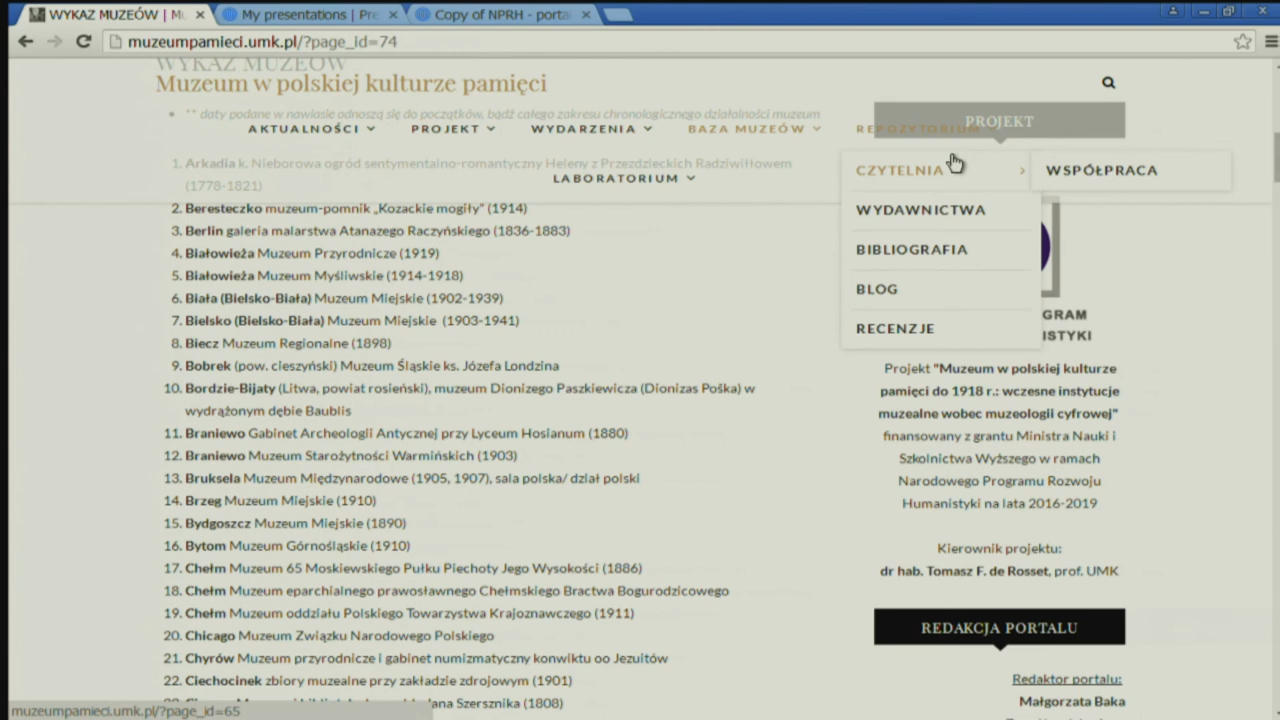 WYKAZ MUZEÓW | M
My presentations | Pre
Copy of NPRH - porta
muzeumpamieci.umk.pl/?page_id=74
WYKAZ MUZEÓW
Muzeum w polskiej kulturze pamięci
** daty podane w nawiasie odnoszą się do początków, bądź całego zakresu chronologicznego działalności muzeum
PROJEKT
AKTUALNOŚCI
PROJEKT
WYDARZENIA
BAZA MUZEÓW
REPOZYTORIUM
LABORATORIUM
CZYTELNIA
WSPÓŁPRACA
WYDAWNICTWA
BIBLIOGRAFIA
BLOG
RECENZJE
1. Arkadia k. Nieborowa ogród sentymentalno-romantyczny Heleny z Przezdzieckich Radziwiłłowem
(1778-1821)
2. Beresteczko muzeum-pomnik „Kozackie mogiły" (1914)
3. Berlin galeria malarstwa Atanazego Raczyńskiego (1836-1883)
4. Białowieża Muzeum Przyrodnicze (1919)
5. Białowieża Muzeum Myśliwskie (1914-1918)
6. Biała (Bielsko-Biała) Muzeum Miejskie (1902-1939)
7. Bielsko (Bielsko-Biała) Muzeum Miejskie (1903-1941)
8. Biecz Muzeum Regionalne (1898)
9. Bobrek (pow. cieszyński) Muzeum Śląskie ks. Józefa Londzina
10. Bordzie-Bijaty (Litwa, powiat rosieński), muzeum Dionizego Paszkiewicza (Dionizas Poška) w
wydrążonym dębie Baublis
11. Braniewo Gabinet Archeologii Antycznej przy Lyceum Hosianum (1880)
12. Braniewo Muzeum Starożytności Warmińskich (1903)
13. Bruksela Muzeum Międzynarodowe (1905, 1907), sala polska/ dział polski
14. Brzeg Muzeum Miejskie (1910)
15. Bydgoszcz Muzeum Miejskie (1890)
16. Bytom Muzeum Górnośląskie (1910)
17. Chełm Muzeum 65 Moskiewskiego Pułku Piechoty Jego Wysokości (1886)
18. Chełm Muzeum eparchialnego prawosławnego Chełmskiego Bractwa Bogurodzicowego
19. Chełm Muzeum oddziału Polskiego Towarzystwa Krajoznawczego (1911)
20. Chicago Muzeum Związku Narodowego Polskiego
21. Chyrów Muzeum przyrodnicze i gabinet numizmatyczny konwiktu oo Jezuitów
22. Ciechocinek zbiory muzealne przy zakładzie zdrojowym (1901)
Szersznika (1808)
GRAM
ISTYKI
Projekt "Muzeum w polskiej kulturze
pamięci do 1918 r.: wczesne instytucje
muzealne wobec muzeologii cyfrowej"
finansowany z grantu Ministra Nauki i
Szkolnictwa Wyższego w ramach
Narodowego Programu Rozwoju
Humanistyki na lata 2016-2019
Kierownik projektu:
dr hab. Tomasz F. de Rosset, prof. UMK
REDAKCJA PORTALU
Redaktor portalu:
Małgorzata Baka
muzeumpamieci.umk.pl/?page_id=65